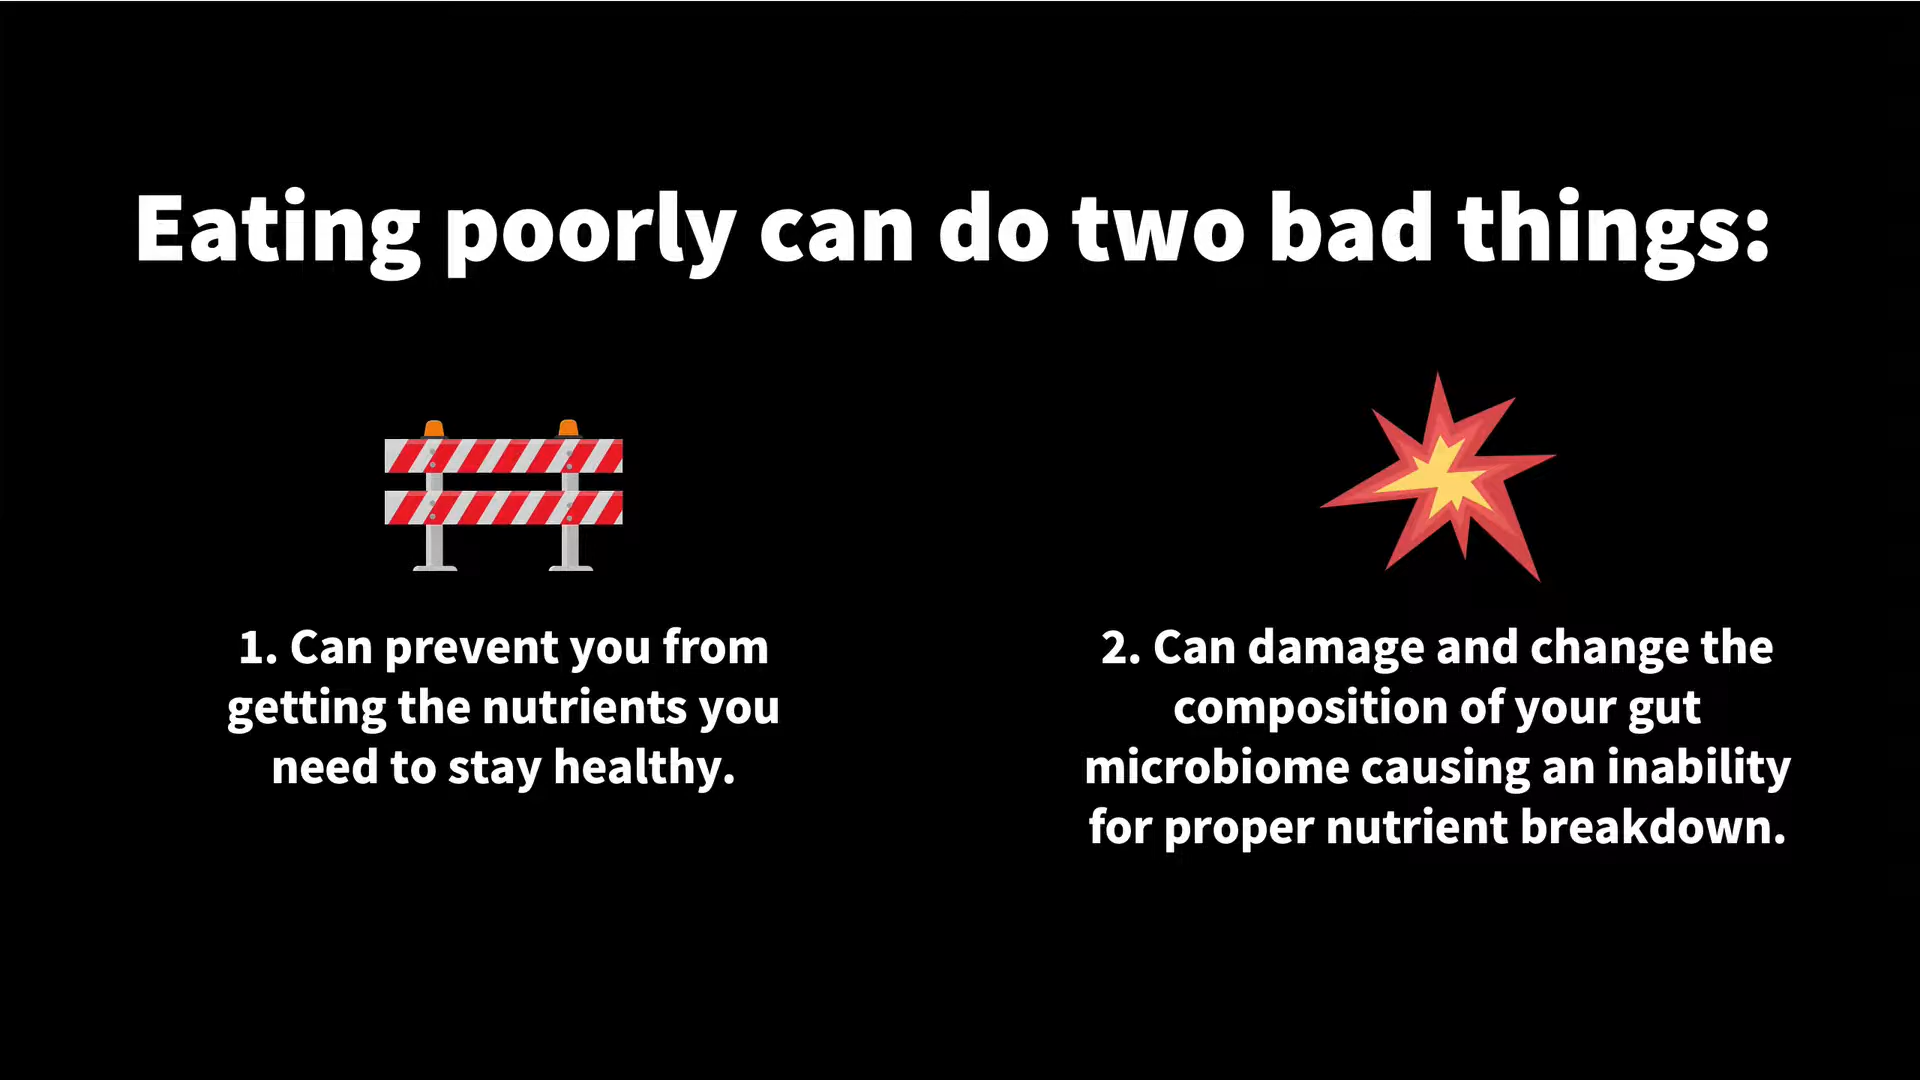 Eating poorly can do two bad things:
1. Can prevent you from
getting the nutrients you
need to stay healthy.
2. Can damage and change the
composition of your gut
microbiome causing an inability
for proper nutrient breakdown.